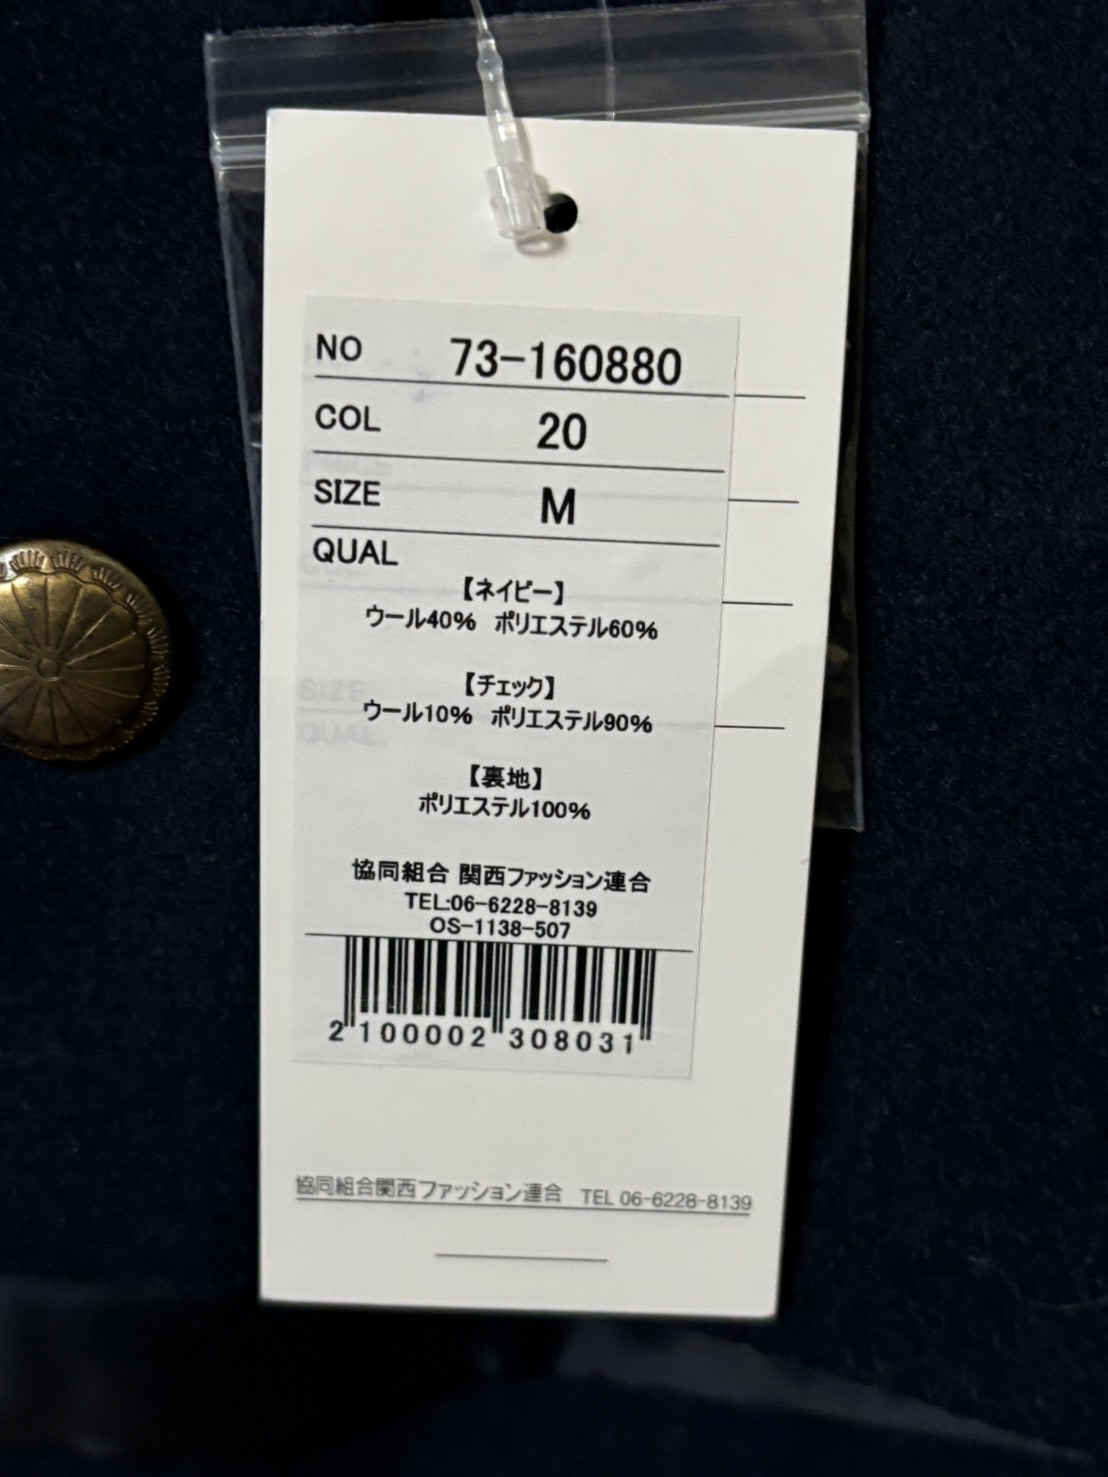 NO 73-160880
COL 20
SIZE M
QUAL
【ネイビー】
ウール40% ポリエステル60%
【チェック】
ウール10% ポリエステル90%
【裏地】
ポリエステル100%
協同組合 関西ファッション連合
TEL:06-6228-8139
OS-1138-507
2 100002 308031
協同組合関西ファッション連合 TEL 06-6228-8139